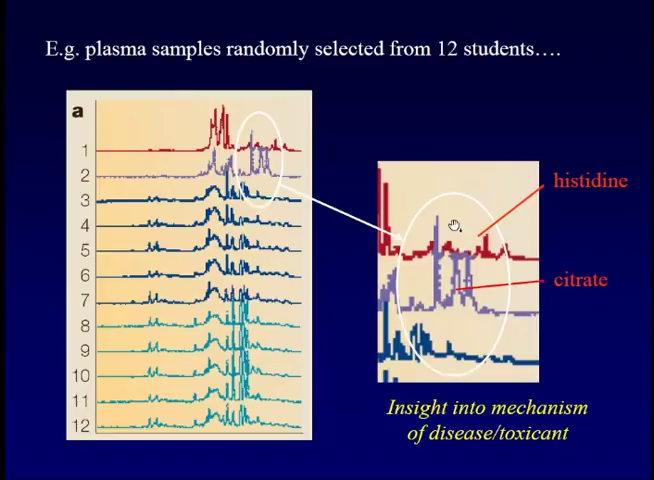 E.g. plasma samples randomly selected from 12 students….
a
1
2
3
4
5
6
7
8
9
10
11
12
histidine
citrate
Insight into mechanism
of disease/toxicant